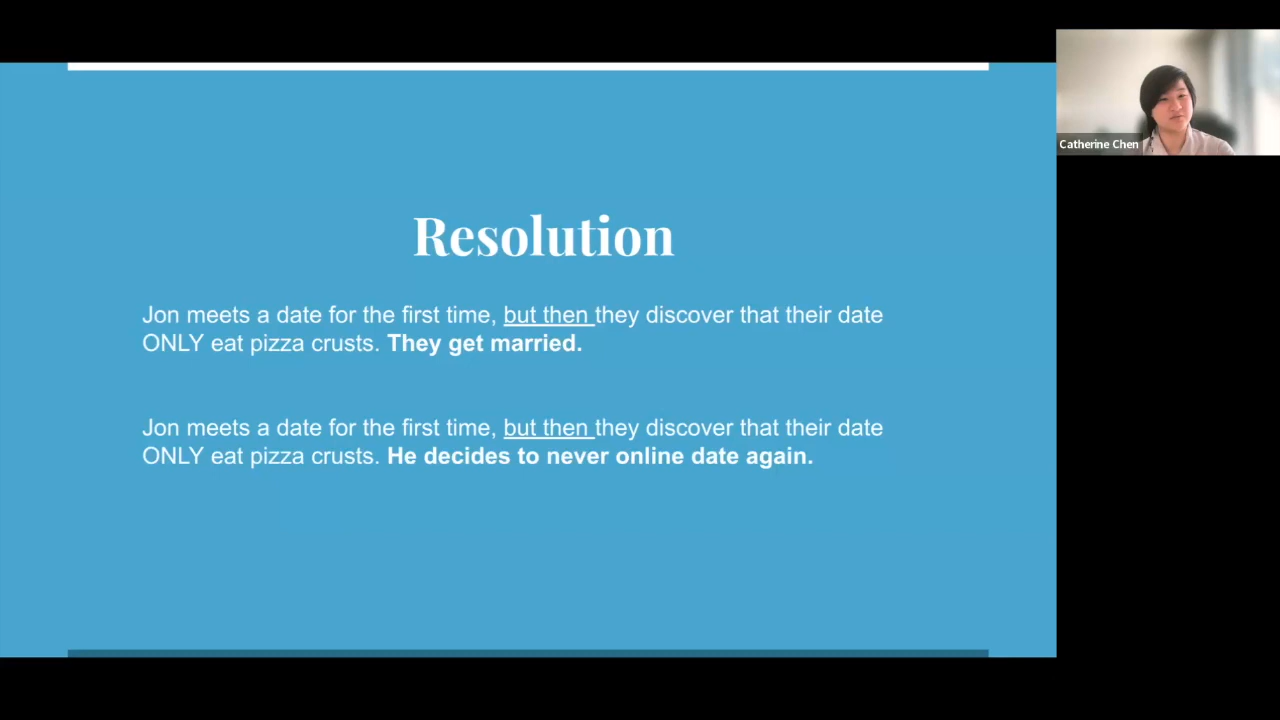 Resolution
Jon meets a date for the first time, but then they discover that their date
ONLY eat pizza crusts. They get married.
Jon meets a date for the first time, but then they discover that their date
ONLY eat pizza crusts. He decides to never online date again.
Catherine Chen